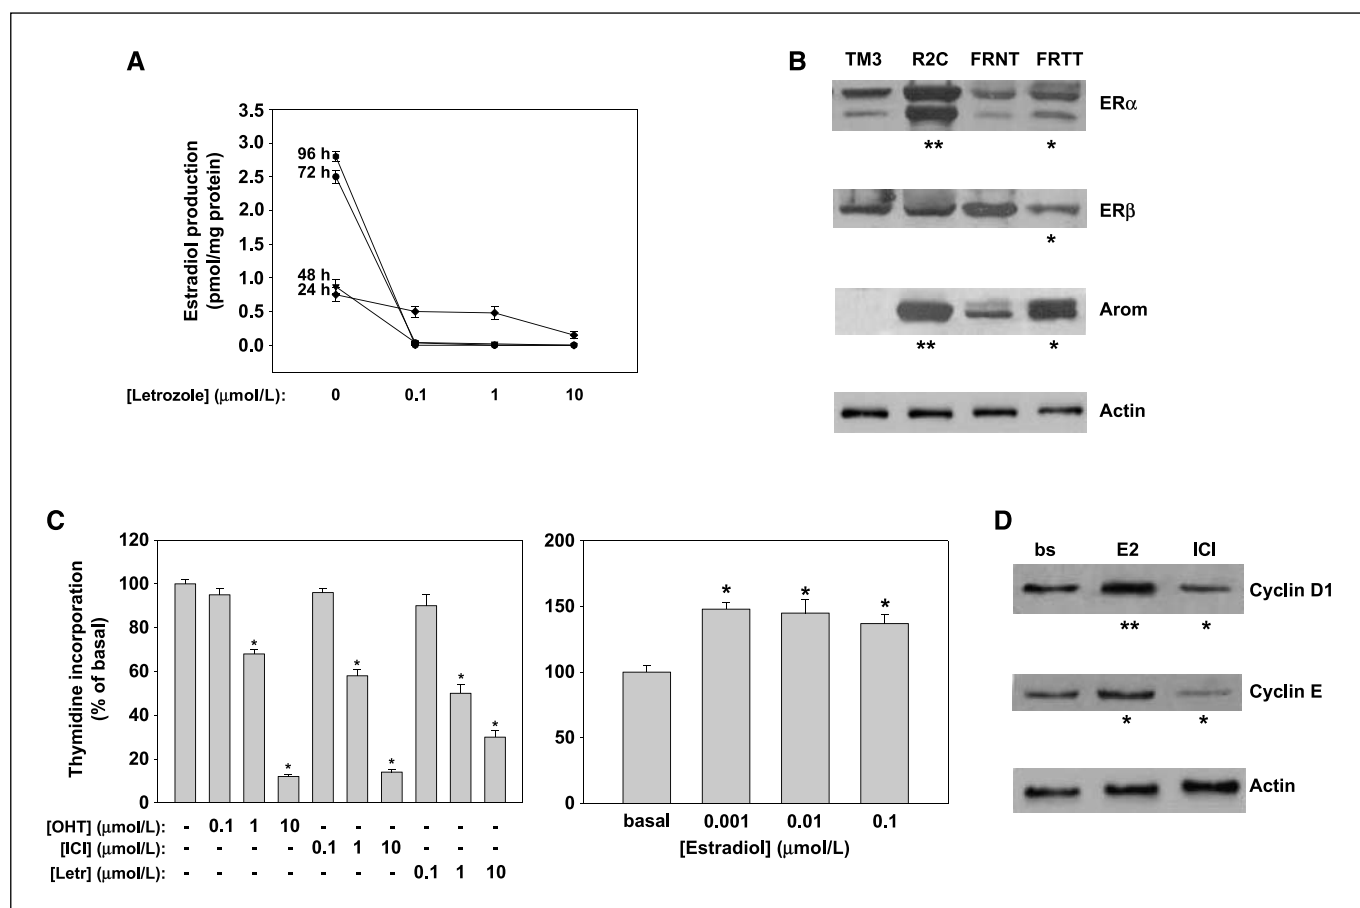 A
3.5
3.0
2.5
2.0
1.5
1.0
0.5
0.0
Estradiol production
(pmol/mg protein)
96 h
72 h
48 h
24 h
[Letrozole] (μmol/L): 0 0.1 1 10
B
TM3 R2C FRNT FRTT
ERα
** *
ERβ
*
Arom
** *
Actin
C
120
100
80
60
40
20
0
Thymidine incorporation
(% of basal)
* * * * * *
[OHT] (μmol/L): - 0.1 1 10 - - - - - -
[ICI] (μmol/L): - - - - 0.1 1 10 - - -
[Letr] (μmol/L): - - - - - - - 0.1 1 10
200
150
100
50
0
* * *
basal 0.001 0.01 0.1
[Estradiol] (μmol/L)
D
bs E2 ICI
Cyclin D1
** *
Cyclin E
* *
Actin